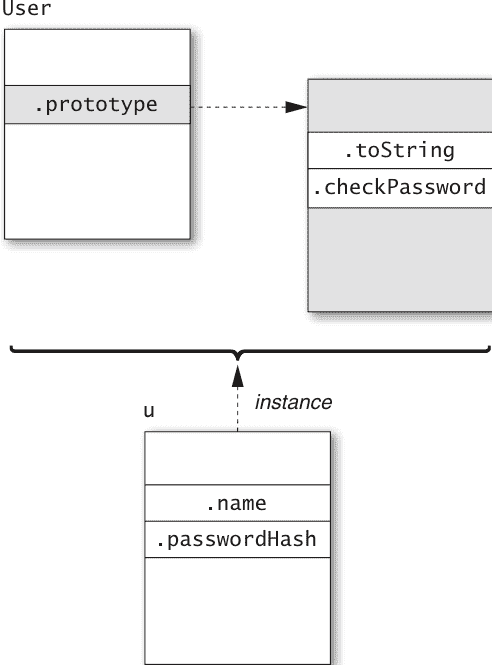 User
.prototype
.toString
.checkPassword
instance
u
.name
.passwordHash